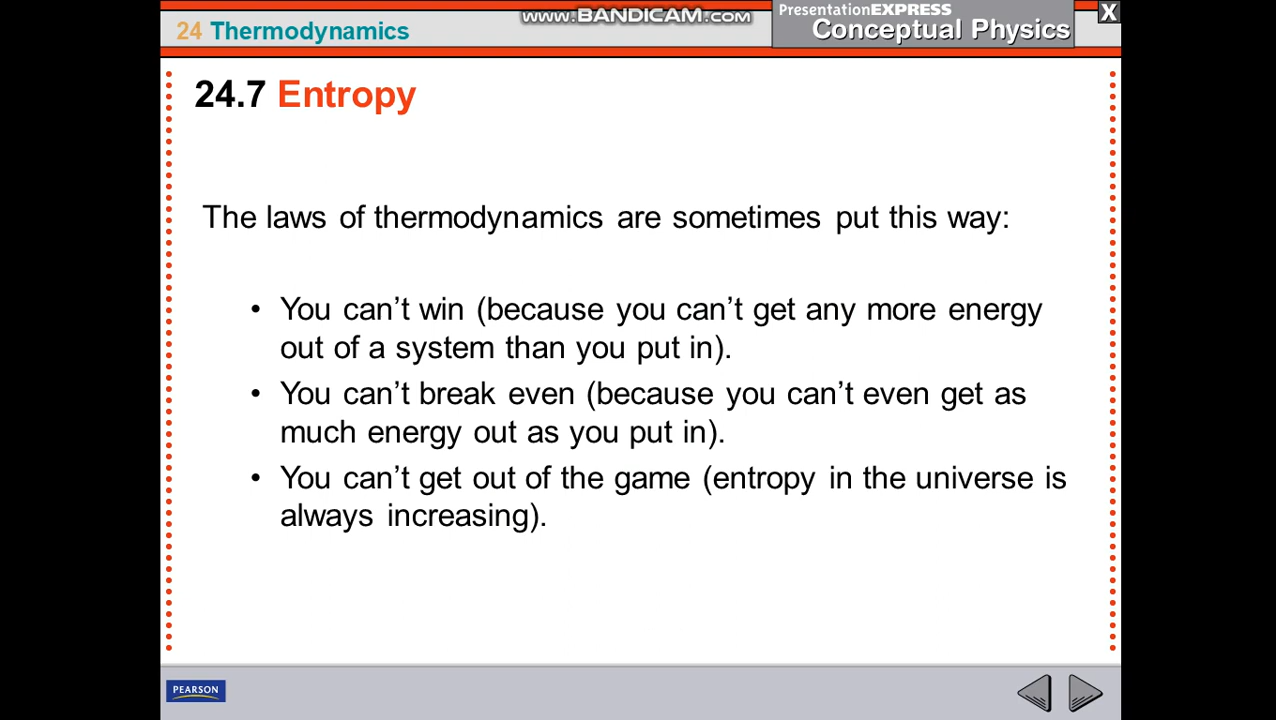 www.BANDICAM.com
PresentationEXPRESS
X
24 Thermodynamics
Conceptual Physics
24.7 Entropy
The laws of thermodynamics are sometimes put this way:
• You can’t win (because you can’t get any more energy
out of a system than you put in).
• You can’t break even (because you can’t even get as
much energy out as you put in).
• You can’t get out of the game (entropy in the universe is
always increasing).
PEARSON